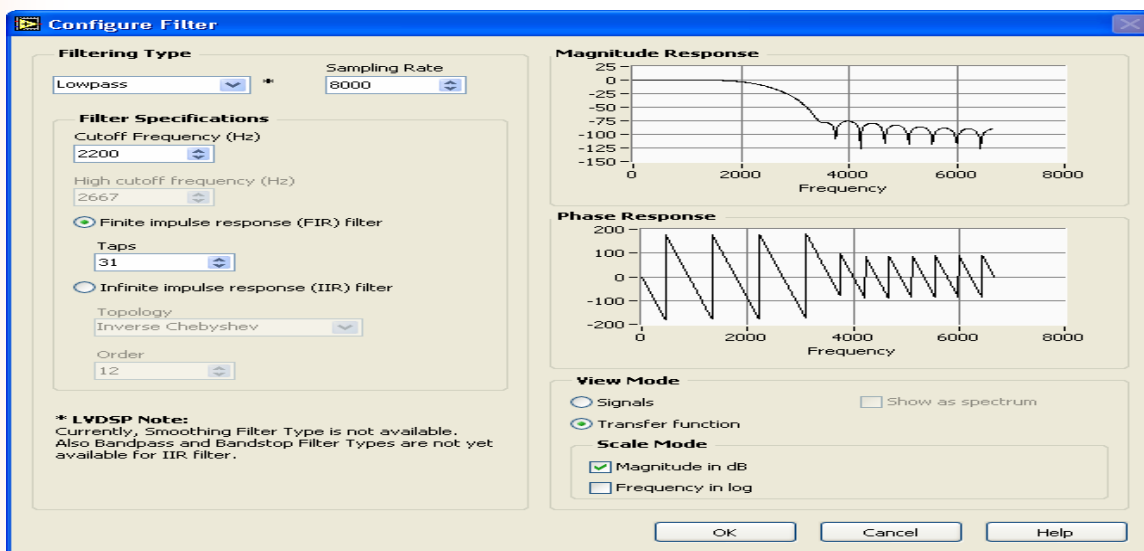 Configure Filter
Filtering Type
Lowpass
*
Sampling Rate
8000
Filter Specifications
Cutoff Frequency (Hz)
2200
High cutoff frequency (Hz)
2667
Finite impulse response (FIR) filter
Taps
31
Infinite impulse response (IIR) filter
Topology
Inverse Chebyshev
Order
12
* LVDSP Note:
Currently, Smoothing Filter Type is not available.
Also Bandpass and Bandstop Filter Types are not yet
available for IIR filter.
Magnitude Response
25
0
-25
-50
-75
-100
-125
-150
0 2000 4000 6000 8000
Frequency
Phase Response
200
100
0
-100
-200
0 2000 4000 6000 8000
Frequency
View Mode
Signals
Show as spectrum
Transfer function
Scale Mode
Magnitude in dB
Frequency in log
OK Cancel Help